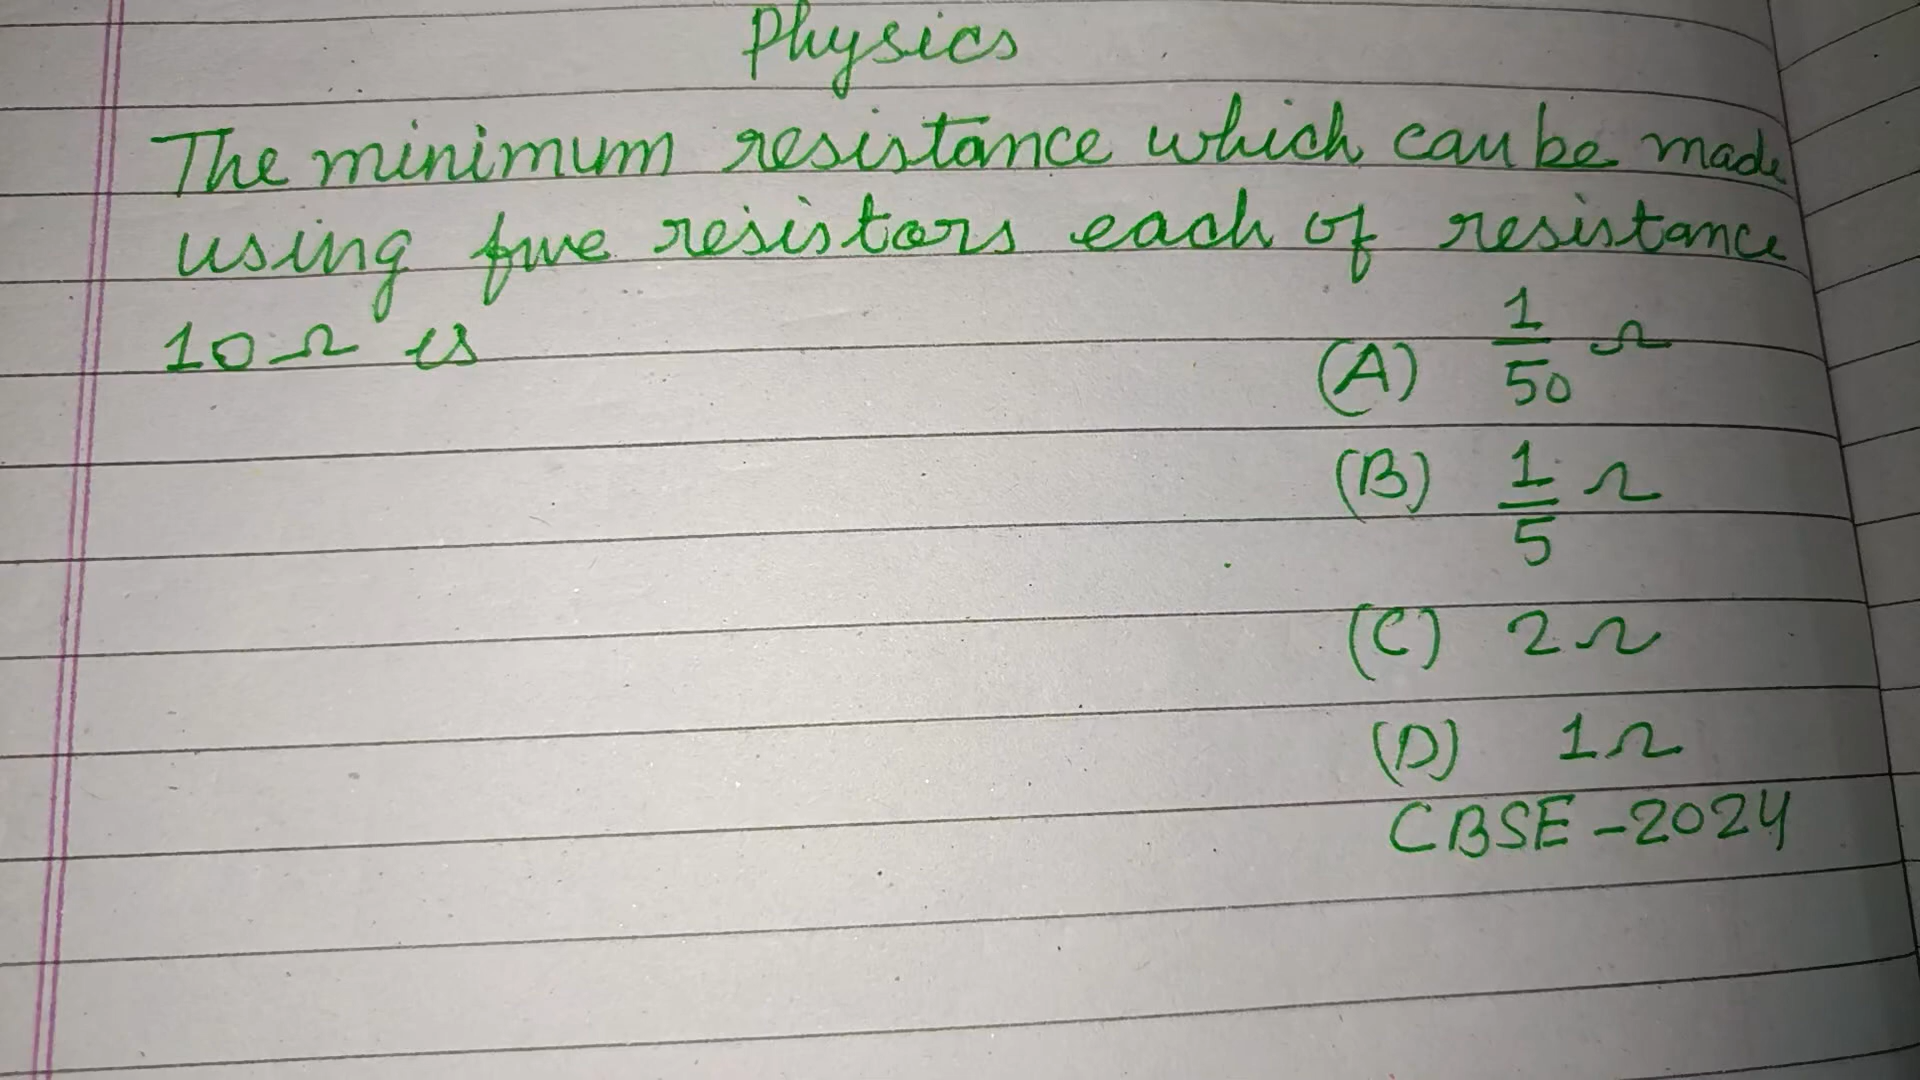 Physics
The minimum resistance which can be made
using five resistors each of resistance
10 Ω is
(A) 1/50 Ω
(B) 1/5 Ω
(C) 2Ω
(D) 1Ω
CBSE-2024